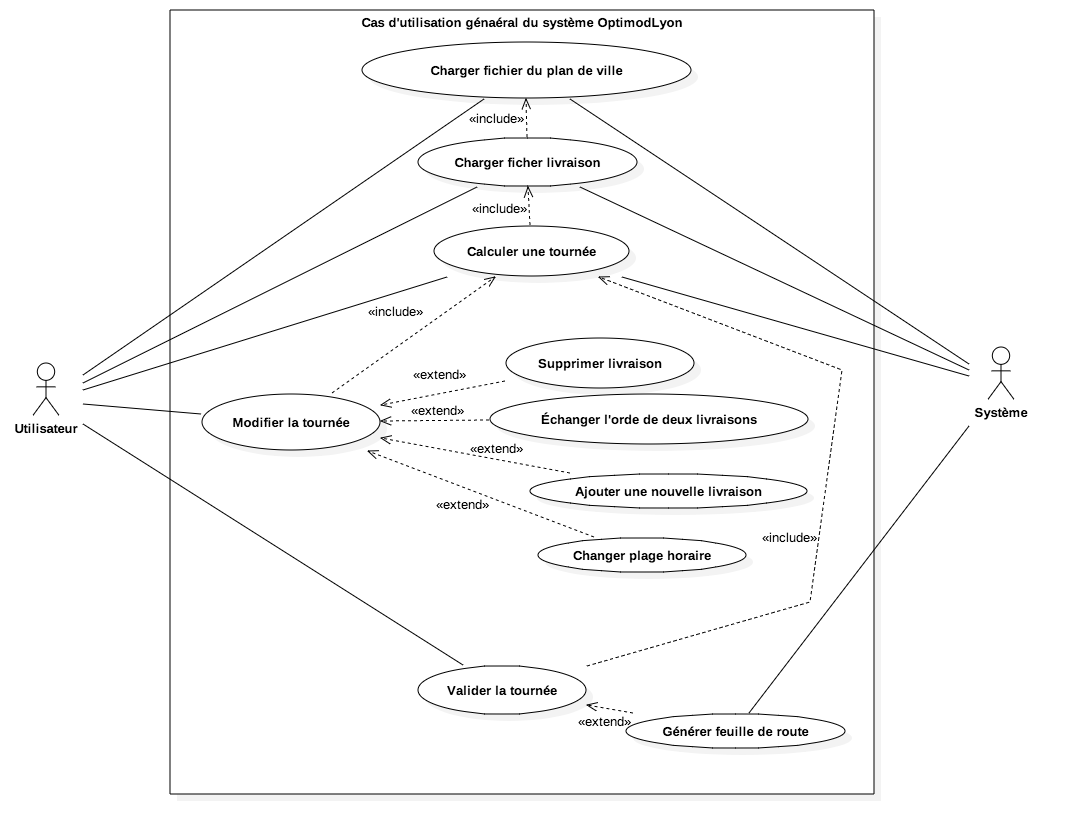 Cas d'utilisation génaéral du système OptimodLyon
Charger fichier du plan de ville
«include»
Charger ficher livraison
«include»
Calculer une tournée
«include»
Supprimer livraison
«extend»
Échanger l'orde de deux livraisons
«extend»
Modifier la tournée
Utilisateur
Système
«extend»
Ajouter une nouvelle livraison
«extend»
Changer plage horaire
«include»
Valider la tournée
«extend»
Générer feuille de route